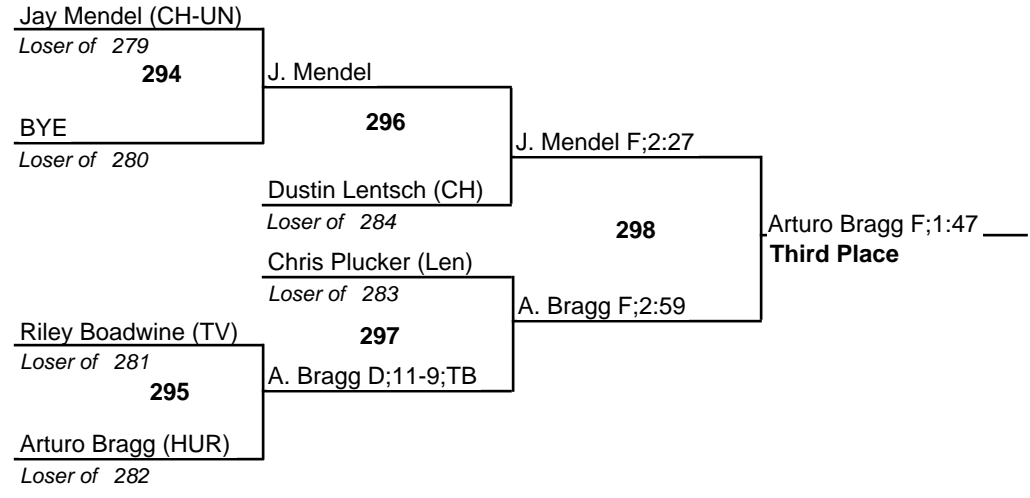 Jay Mendel (CH-UN)
Loser of 279
294
J. Mendel
BYE
Loser of 280
296
J. Mendel F;2:27
Dustin Lentsch (CH)
Loser of 284
298
Arturo Bragg F;1:47
Third Place
Chris Plucker (Len)
Loser of 283
A. Bragg F;2:59
297
Riley Boadwine (TV)
Loser of 281
295
A. Bragg D;11-9;TB
Arturo Bragg (HUR)
Loser of 282